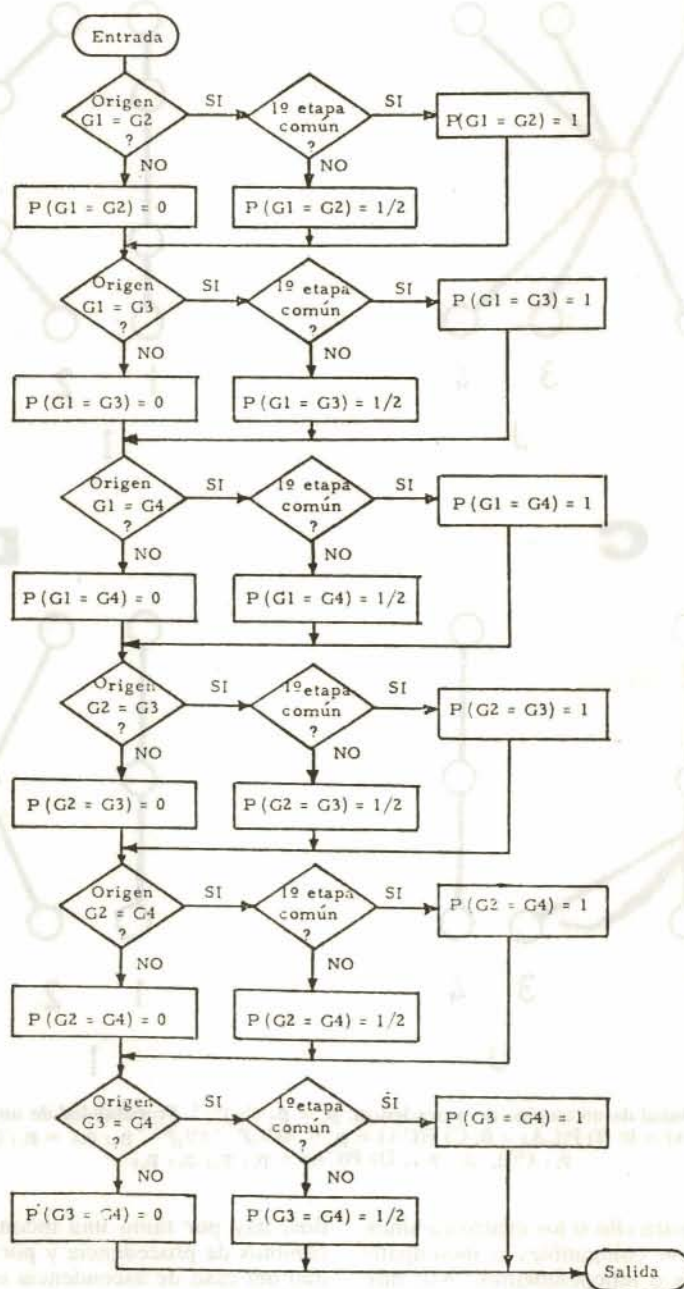 Entrada
Origen
G1 = G2
?
SI
1º etapa
común
?
SI
P(G1 = G2) = 1
NO
NO
P (G1 = G2) = 0
P (G1 = G2) = 1/2
Origen
G1 = G3
?
SI
1º etapa
común
?
SI
P (G1 = G3) = 1
NO
NO
P (G1 = G3) = 0
P (G1 = G3) = 1/2
Origen
G1 = G4
?
SI
1º etapa
común
?
SI
P (G1 = G4) = 1
NO
NO
P (G1 = G4) = 0
P (G1 = G4) = 1/2
Origen
G2 = G3
?
SI
1º etapa
común
?
SI
P (G2 = G3) = 1
NO
NO
P (G2 = G3) = 0
P (G2 = G3) = 1/2
Origen
G2 = G4
?
SI
1º etapa
común
?
SI
P (G2 = G4) = 1
NO
NO
P (G2 = G4) = 0
P (G2 = G4) = 1/2
Origen
G3 = G4
?
SI
1º etapa
común
?
SI
P (G3 = G4) = 1
NO
NO
P (G3 = G4) = 0
P (G3 = G4) = 1/2
Salida